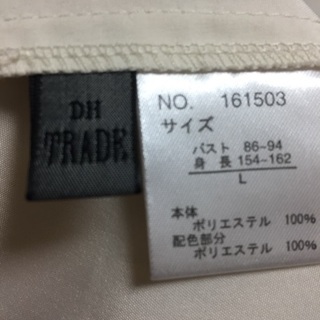 DH
TRADE
NO. 161503
サイズ
バスト 86~94
身長 154~162
L
本体
ポリエステル 100%
配色部分
ポリエステル 100%